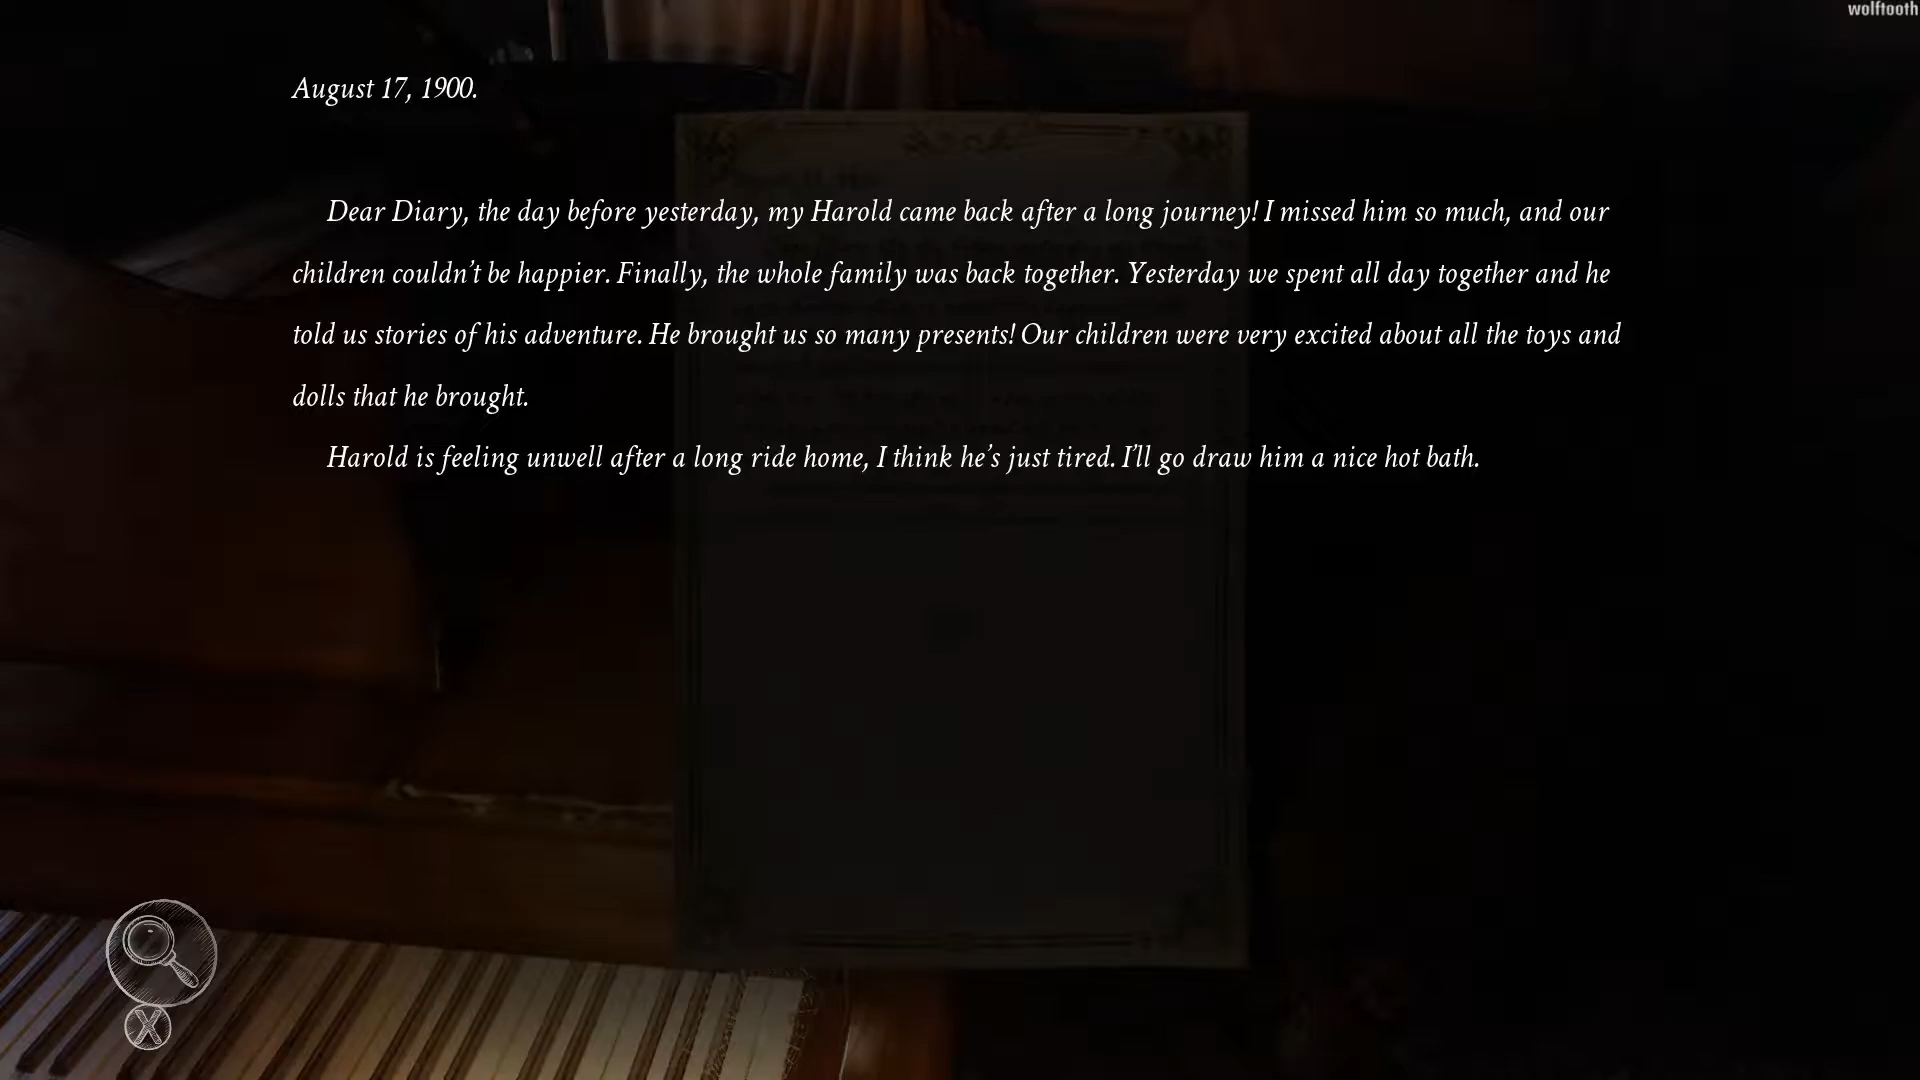 wolftooth
August 17, 1900.
Dear Diary, the day before yesterday, my Harold came back after a long journey! I missed him so much, and our
children couldn’t be happier. Finally, the whole family was back together. Yesterday we spent all day together and he
told us stories of his adventure. He brought us so many presents! Our children were very excited about all the toys and
dolls that he brought.
Harold is feeling unwell after a long ride home, I think he’s just tired. I’ll go draw him a nice hot bath.
X